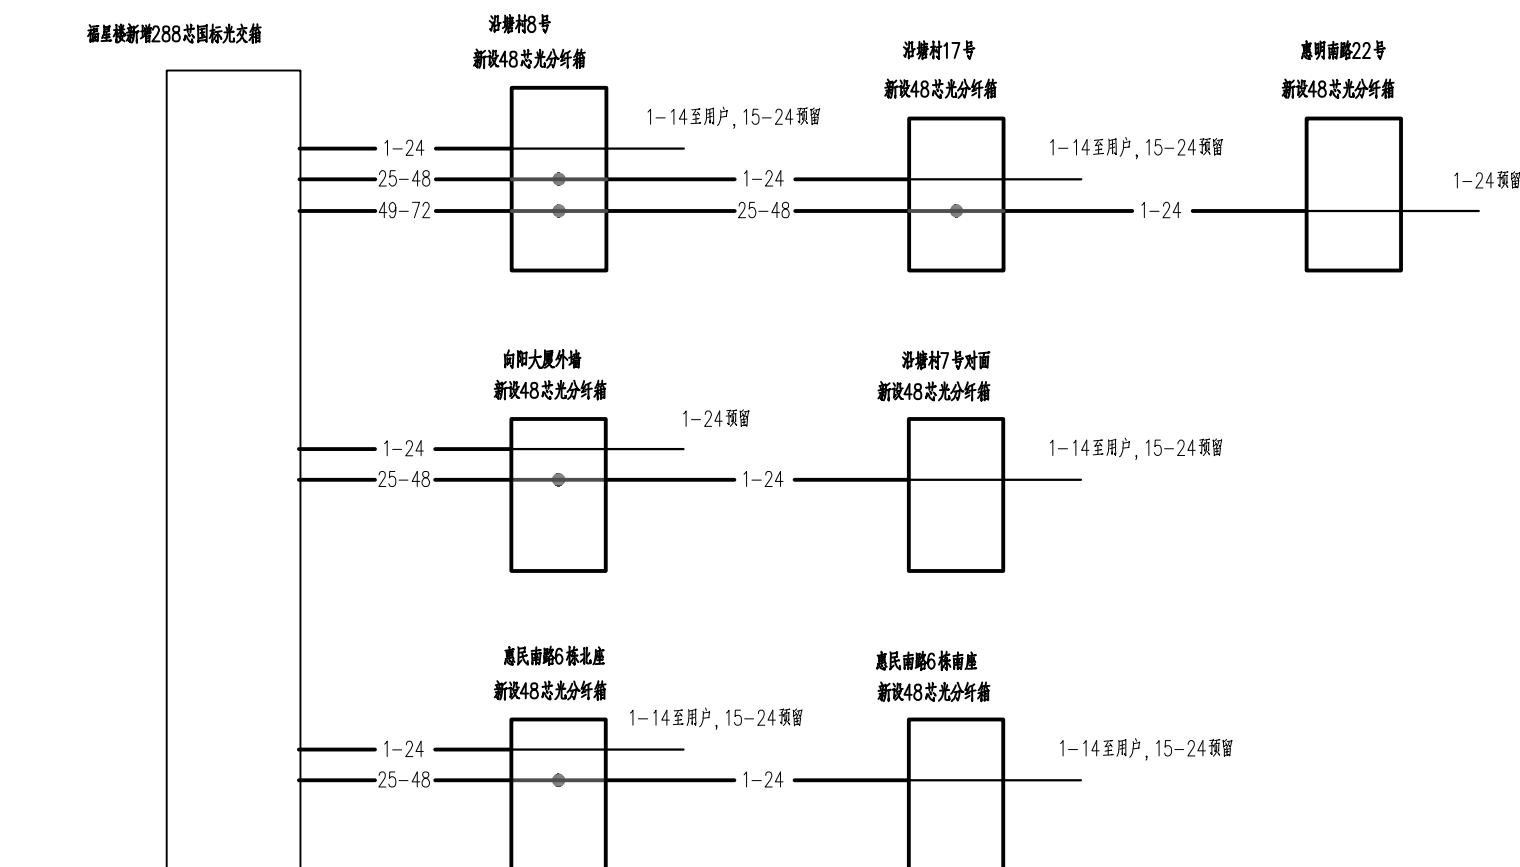 福星楼新增288芯国标光交箱
沿塘村8号
新设48芯光分纤箱
沿塘村17号
新设48芯光分纤箱
惠明南路22号
新设48芯光分纤箱
1-14至用户,15-24预留
1-24
1-14至用户,15-24预留
25-48
1-24
1-24预留
49-72
25-48
1-24
向阳大厦外墙
新设48芯光分纤箱
沿塘村7号对面
新设48芯光分纤箱
1-24预留
1-24
1-14至用户,15-24预留
25-48
1-24
惠民南路6栋北座
新设48芯光分纤箱
惠民南路6栋南座
新设48芯光分纤箱
1-14至用户,15-24预留
1-24
1-14至用户,15-24预留
25-48
1-24